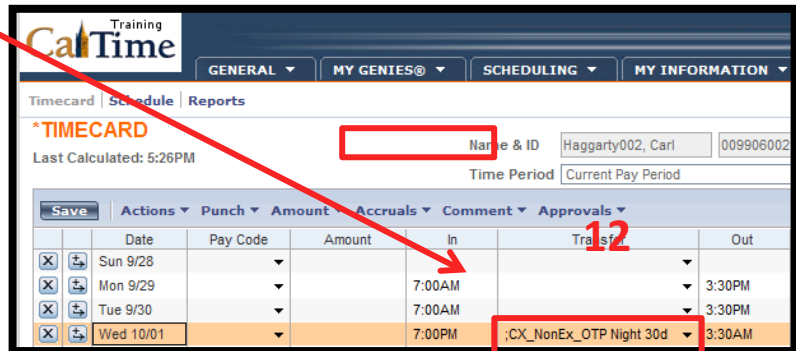 Training
CalTime
GENERAL MY GENIES® SCHEDULING MY INFORMATION
Timecard | Schedule | Reports
*TIMECARD
Name & ID Haggarty002, Carl 009906002
Last Calculated: 5:26PM
Time Period Current Pay Period
Save Actions Punch Amount Accruals Comment Approvals
12
Date Pay Code Amount In Transfer Out
Sun 9/28
Mon 9/29 7:00AM 3:30PM
Tue 9/30 7:00AM 3:30PM
Wed 10/01 7:00PM ;CX_NonEx_OTP Night 30d 3:30AM